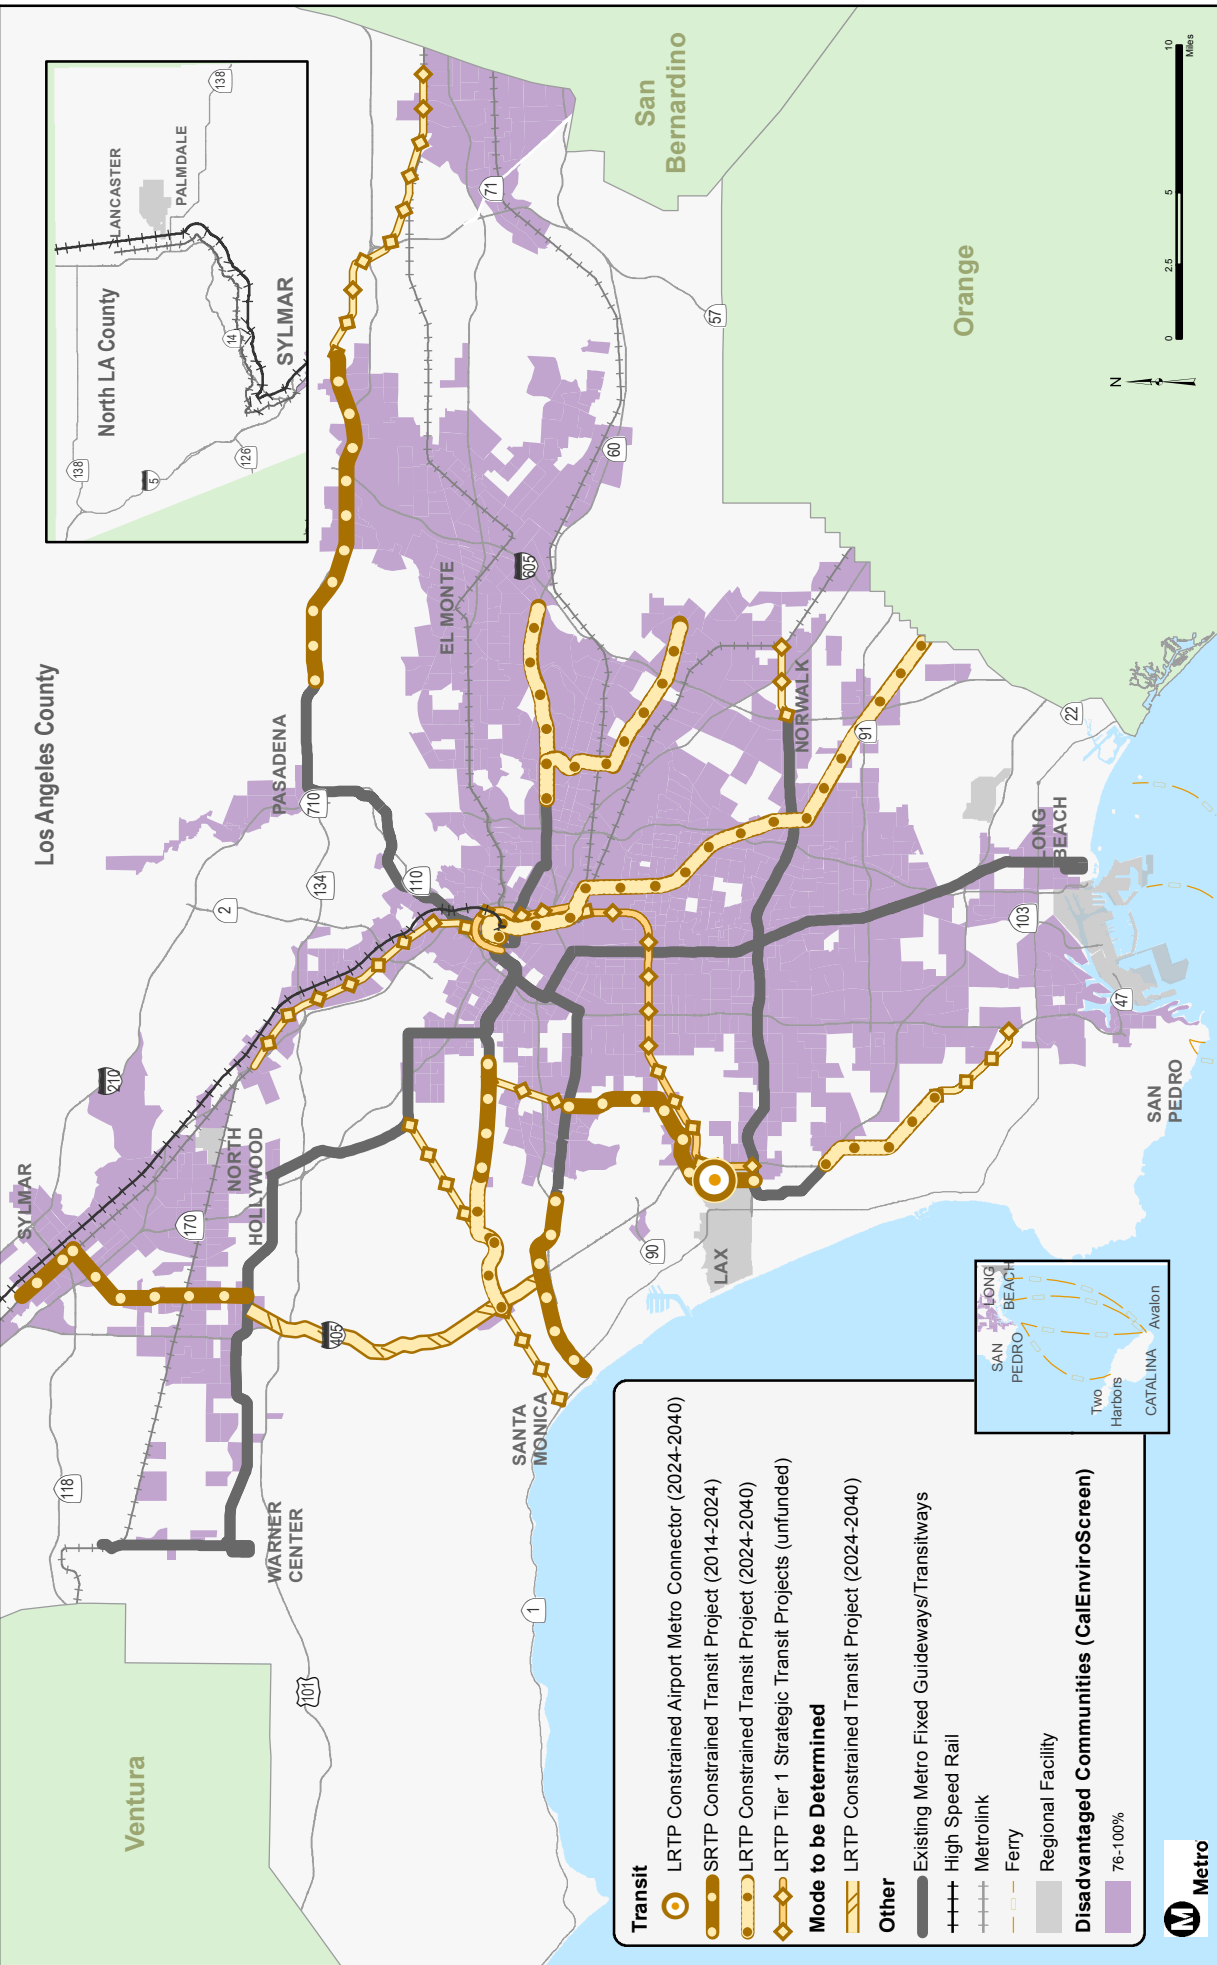 Los Angeles County
Ventura
Orange
San
Bernardino
North LA County
LANCASTER
PALMDALE
SYLMAR
138
138
14
126
5
SYLMAR
NORTH
HOLLYWOOD
WARNER
CENTER
PASADENA
EL MONTE
NORWALK
SANTA
MONICA
LAX
LONG
BEACH
SAN
PEDRO
118
101
1
405
170
210
2
134
710
110
605
60
71
57
91
22
103
47
90
N
0
2.5
5
10
Miles
Transit
LRTP Constrained Airport Metro Connector (2024-2040)
SRTP Constrained Transit Project (2014-2024)
LRTP Constrained Transit Project (2024-2040)
LRTP Tier 1 Strategic Transit Projects (unfunded)
Mode to be Determined
LRTP Constrained Transit Project (2024-2040)
Other
Existing Metro Fixed Guideways/Transitways
High Speed Rail
Metrolink
Ferry
Regional Facility
Disadvantaged Communities (CalEnviroScreen)
76-100%
SAN
PEDRO
LONG
BEACH
Two
Harbors
CATALINA
Avalon
M
Metro